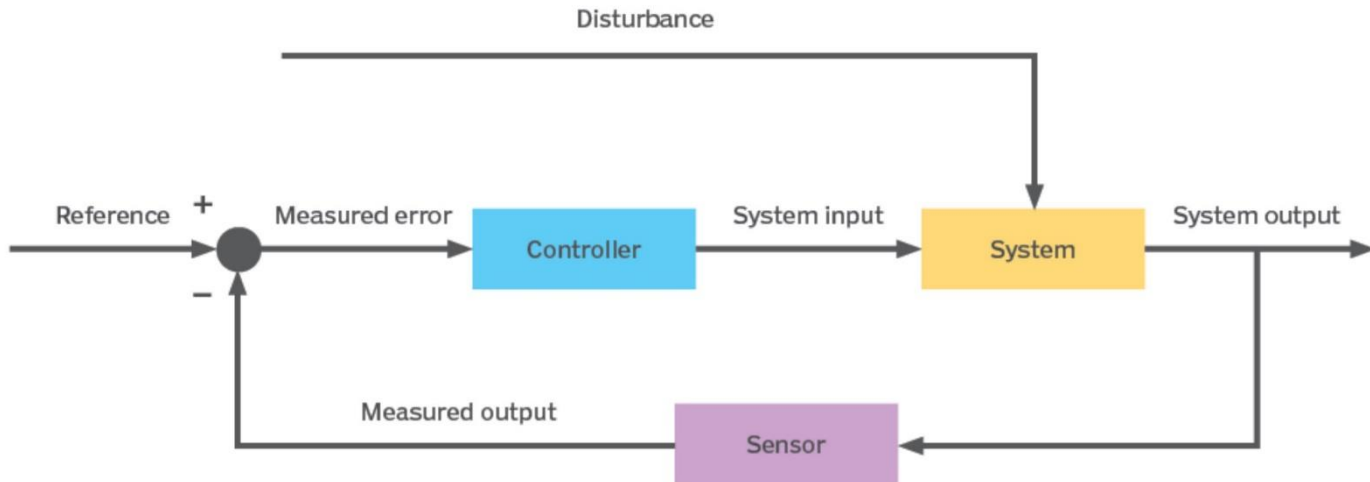 Disturbance
Reference
+
Measured error
Controller
System input
System
System output
−
Measured output
Sensor